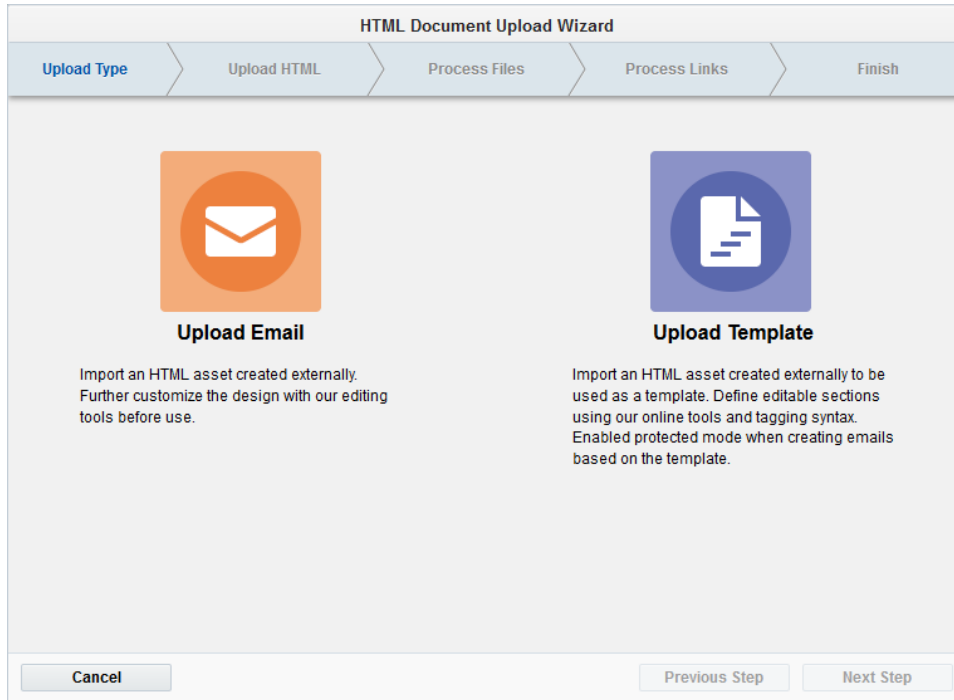 HTML Document Upload Wizard
Upload Type
Upload HTML
Process Files
Process Links
Finish
Upload Email
Import an HTML asset created externally.
Further customize the design with our editing
tools before use.
Upload Template
Import an HTML asset created externally to be
used as a template. Define editable sections
using our online tools and tagging syntax.
Enabled protected mode when creating emails
based on the template.
Cancel
Previous Step
Next Step